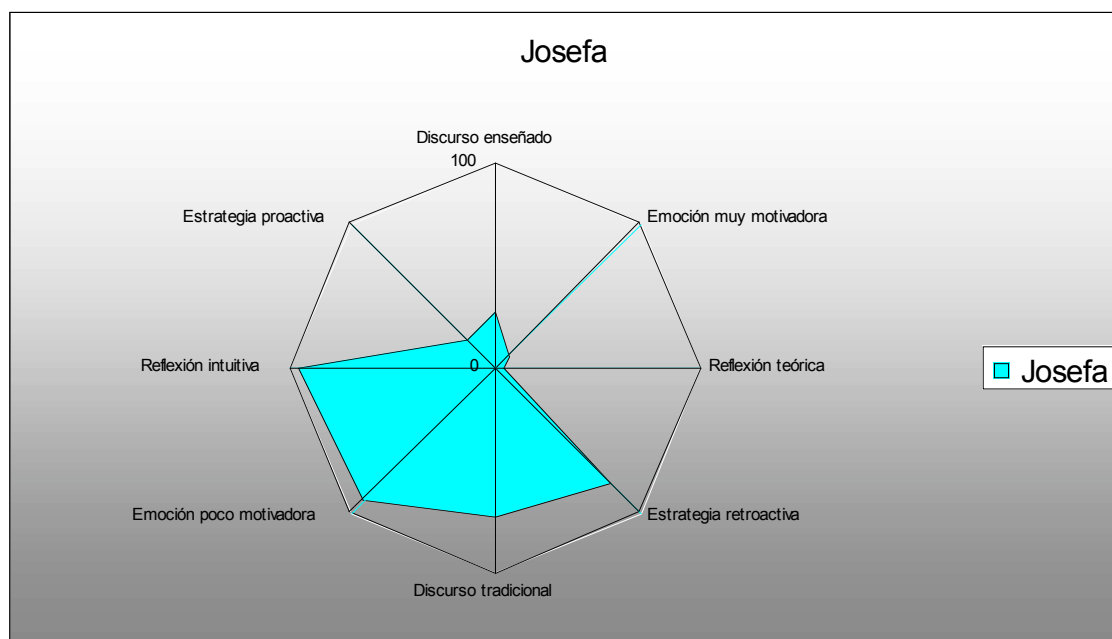 Josefa
Discurso enseñado
100
Estrategia proactiva
Emoción muy motivadora
Reflexión intuitiva
0
Reflexión teórica
Josefa
Emoción poco motivadora
Estrategia retroactiva
Discurso tradicional